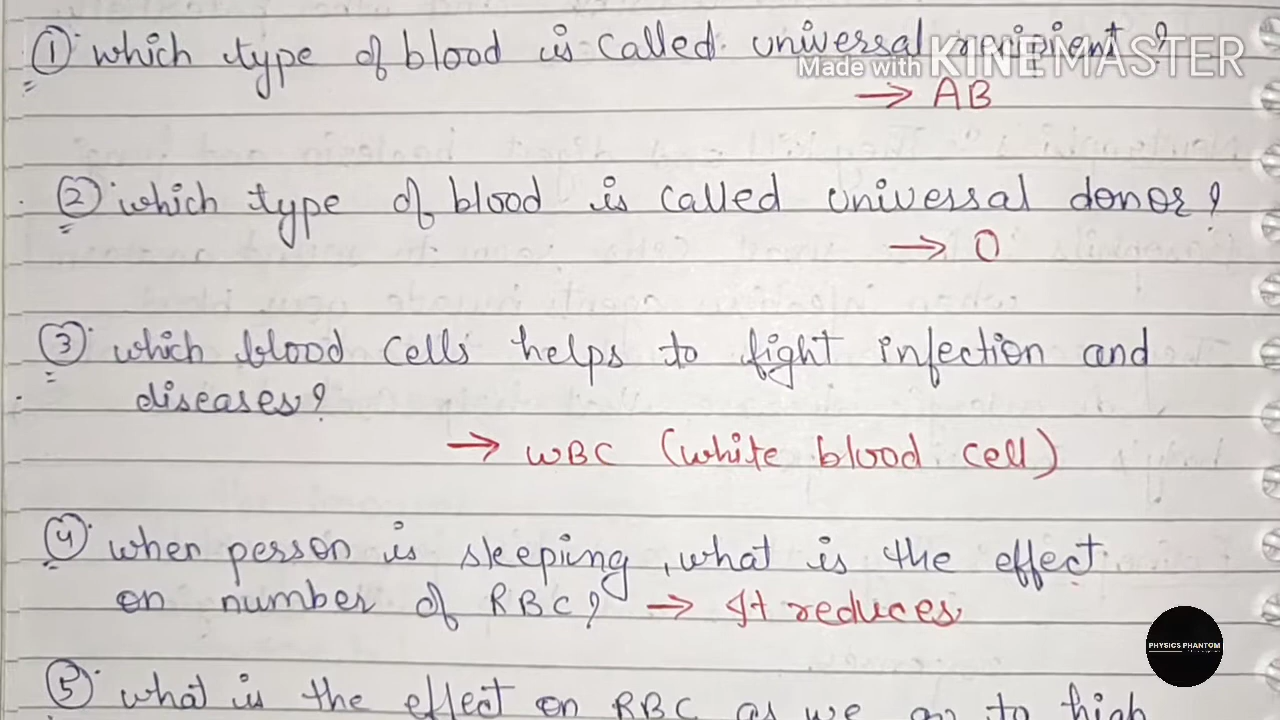 ① which type of blood is called universal recipient?
Made with KINEMASTER
→ AB
② which type of blood is called universal donor?
→ O
③ which blood cells helps to fight infection and
diseases?
→ WBC (white blood cell)
④ when person is sleeping, what is the effect
on number of RBC? → It reduces
PHYSICS PHANTOM
⑤ what is the effect on RBC as we go to high